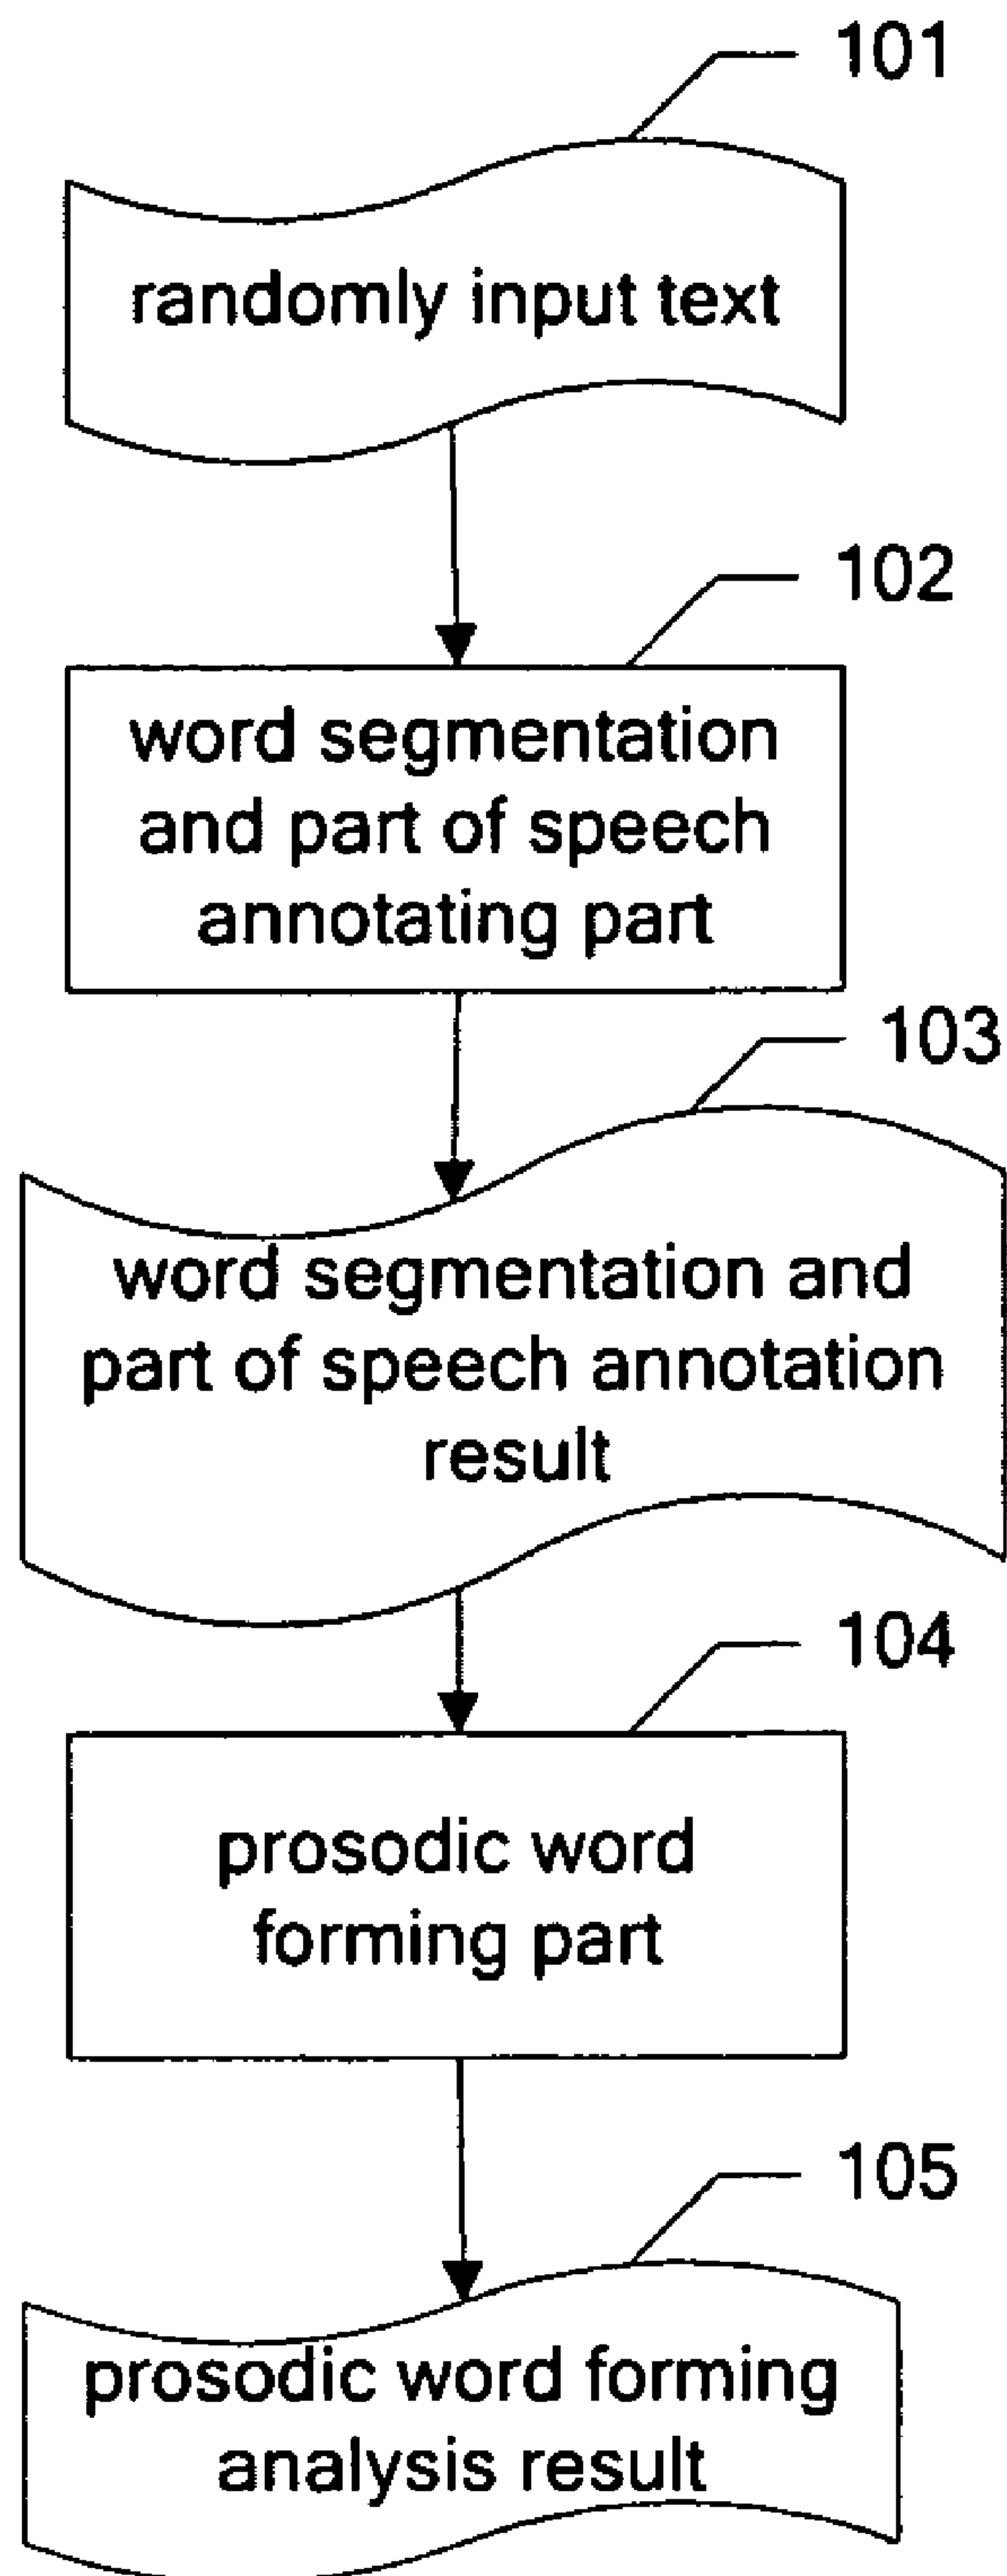 101
randomly input text
102
word segmentation
and part of speech
annotating part
103
word segmentation and
part of speech annotation
result
104
prosodic word
forming part
105
prosodic word forming
analysis result